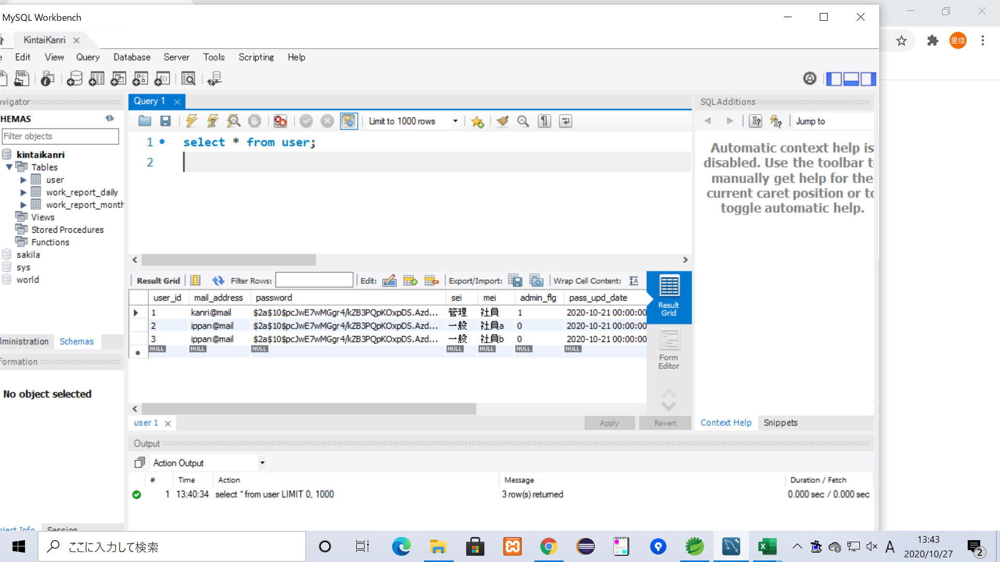 MySQL Workbench
KintaiKanri
Edit View Query Database Server Tools Scripting Help
avigator
HEMAS
Filter objects
kintaikanri
Tables
user
work_report_daily
work_report_month
Views
Stored Procedures
Functions
sakila
sys
world
dministration Schemas
formation
No object selected
ject Info Session
Query 1
Limit to 1000 rows
1 select * from user;
2
Result Grid Filter Rows: Edit: Export/Import: Wrap Cell Content:
user_id mail_address password sei mei admin_flg pass_upd_date
1 kanri@mail $2a$10$pcJwE7wMGgr4/kZB3PQpKOxpDS.Azd... 管理 社員 1 2020-10-21 00:00:00
2 ippan@mail $2a$10$pcJwE7wMGgr4/kZB3PQpKOxpDS.Azd... 一般 社員a 0 2020-10-21 00:00:00
3 ippan@mail $2a$10$pcJwE7wMGgr4/kZB3PQpKOxpDS.Azd... 一般 社員b 0 2020-10-21 00:00:00
NULL NULL NULL NULL NULL NULL NULL
Result
Grid
Form
Editor
user 1 Apply Revert
SQLAdditions
Jump to
Automatic context help is
disabled. Use the toolbar t
manually get help for the
current caret position or to
toggle automatic help.
Context Help Snippets
Output
Action Output
# Time Action Message Duration / Fetch
1 13:40:34 select * from user LIMIT 0, 1000 3 row(s) returned 0.000 sec / 0.000 sec
里佳
ここに入力して検索
A
13:43
2020/10/27
2